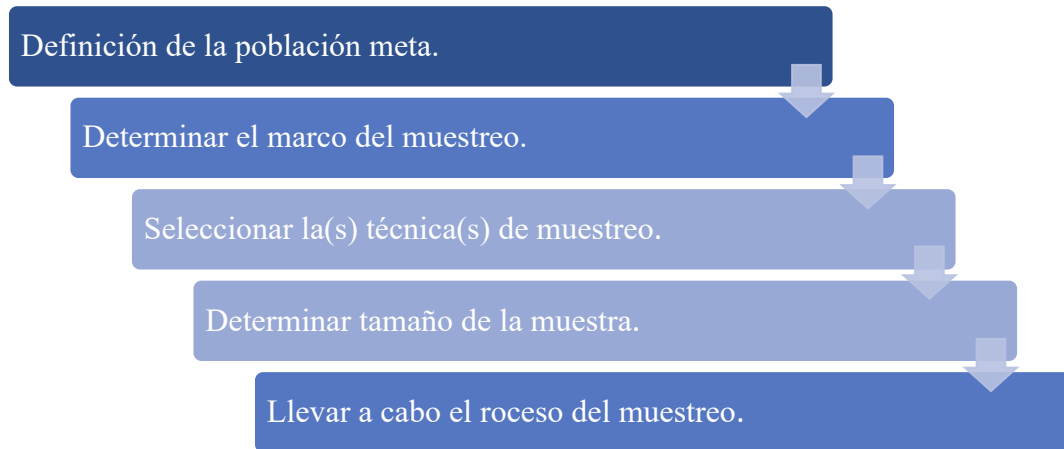 Definición de la población meta.
Determinar el marco del muestreo.
Seleccionar la(s) técnica(s) de muestreo.
Determinar tamaño de la muestra.
Llevar a cabo el roceso del muestreo.